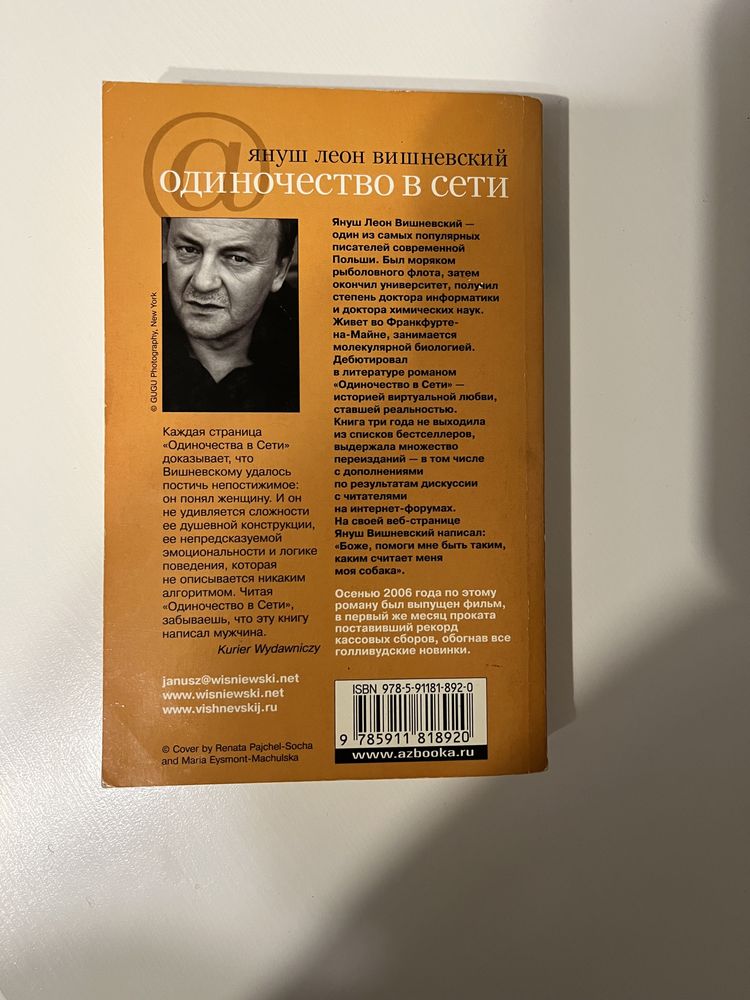 @
януш леон вишневский
одиночество в сети
© GUGU Photography, New York
Каждая страница
«Одиночества в Сети»
доказывает, что
Вишневскому удалось
постичь непостижимое:
он понял женщину. И он
не удивляется сложности
ее душевной конструкции,
ее непредсказуемой
эмоциональности и логике
поведения, которая
не описывается никаким
алгоритмом. Читая
«Одиночество в Сети»,
забываешь, что эту книгу
написал мужчина.
Kurier Wydawniczy
janusz@wisniewski.net
www.wisniewski.net
www.vishnevskij.ru
© Cover by Renata Pajchel-Socha
and Maria Eysmont-Machulska
Януш Леон Вишневский —
один из самых популярных
писателей современной
Польши. Был моряком
рыболовного флота, затем
окончил университет, получил
степень доктора информатики
и доктора химических наук.
Живет во Франкфурте-
на-Майне, занимается
молекулярной биологией.
Дебютировал
в литературе романом
«Одиночество в Сети» —
историей виртуальной любви,
ставшей реальностью.
Книга три года не выходила
из списков бестселлеров,
выдержала множество
переизданий — в том числе
с дополнениями
по результатам дискуссии
с читателями
на интернет-форумах.
На своей веб-странице
Януш Вишневский написал:
«Боже, помоги мне быть таким,
каким считает меня
моя собака».
Осенью 2006 года по этому
роману был выпущен фильм,
в первый же месяц проката
поставивший рекорд
кассовых сборов, обогнав все
голливудские новинки.
ISBN 978-5-91181-892-0
9 785911 818920
www.azbooka.ru